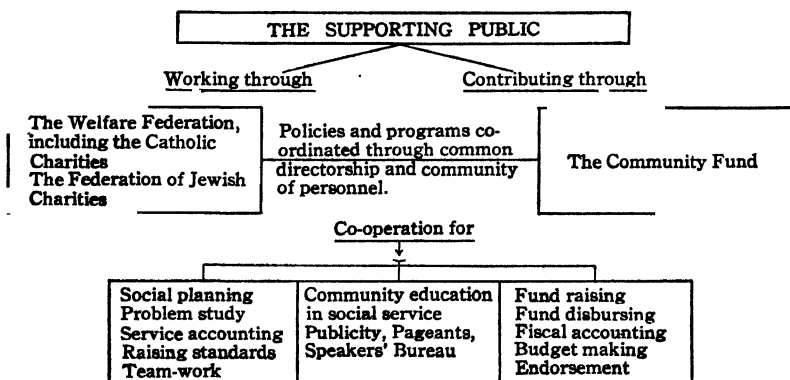 THE SUPPORTING PUBLIC
Working through
Contributing through
The Welfare Federation,
including the Catholic
Charities
The Federation of Jewish
Charities
Policies and programs co-
ordinated through common
directorship and community
of personnel.
The Community Fund
Co-operation for
Social planning
Problem study
Service accounting
Raising standards
Team-work
Community education
in social service
Publicity, Pageants,
Speakers' Bureau
Fund raising
Fund disbursing
Fiscal accounting
Budget making
Endorsement